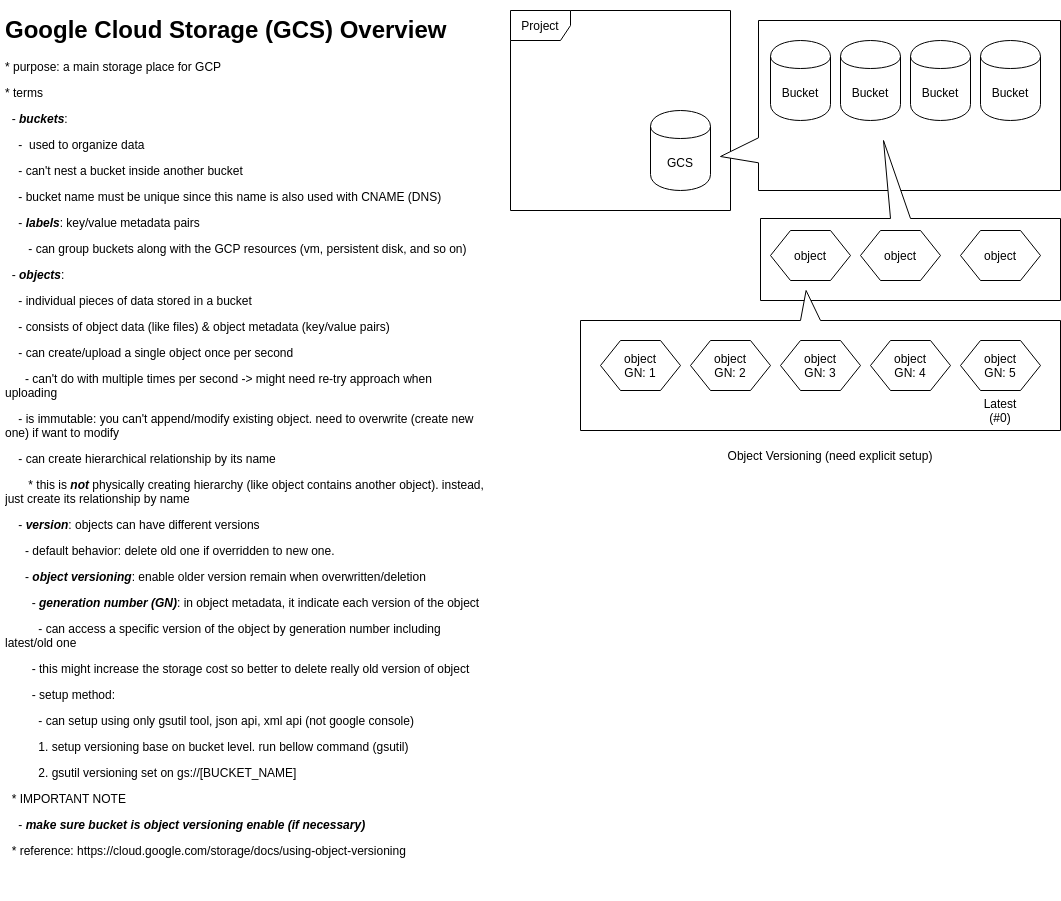 Google Cloud Storage (GCS) Overview
* purpose: a main storage place for GCP
* terms
- buckets:
-  used to organize data
- can't nest a bucket inside another bucket
- bucket name must be unique since this name is also used with CNAME (DNS)
- labels: key/value metadata pairs
- can group buckets along with the GCP resources (vm, persistent disk, and so on)
- objects:
- individual pieces of data stored in a bucket
- consists of object data (like files) & object metadata (key/value pairs)
- can create/upload a single object once per second
- can't do with multiple times per second -> might need re-try approach when
uploading
- is immutable: you can't append/modify existing object. need to overwrite (create new
one) if want to modify
- can create hierarchical relationship by its name
* this is not physically creating hierarchy (like object contains another object). instead,
just create its relationship by name
- version: objects can have different versions
- default behavior: delete old one if overridden to new one.
- object versioning: enable older version remain when overwritten/deletion
- generation number (GN): in object metadata, it indicate each version of the object
- can access a specific version of the object by generation number including
latest/old one
- this might increase the storage cost so better to delete really old version of object
- setup method:
- can setup using only gsutil tool, json api, xml api (not google console)
1. setup versioning base on bucket level. run bellow command (gsutil)
2. gsutil versioning set on gs://[BUCKET_NAME]
* IMPORTANT NOTE
- make sure bucket is object versioning enable (if necessary)
* reference: https://cloud.google.com/storage/docs/using-object-versioning
Project
GCS
Bucket
Bucket
Bucket
Bucket
object
object
object
object
GN: 1
object
GN: 2
object
GN: 3
object
GN: 4
object
GN: 5
Latest
(#0)
Object Versioning (need explicit setup)